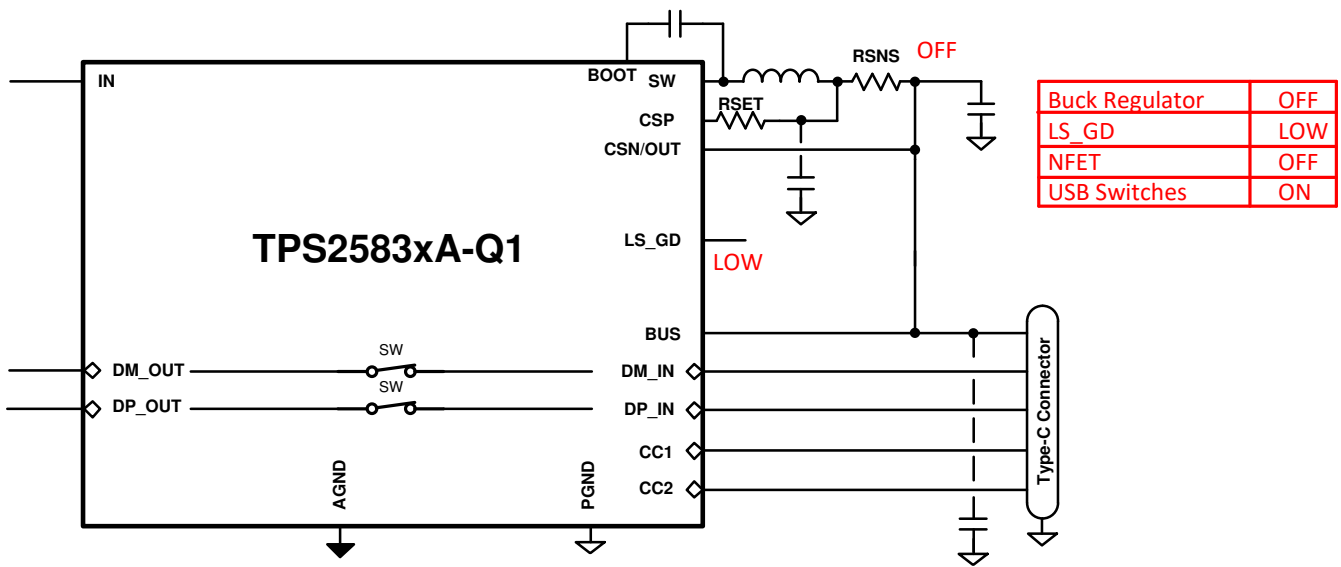 RSNS OFF
BOOT
IN
SW
RSET
CSP
CSN/OUT
Buck Regulator OFF
LS_GD LOW
NFET OFF
USB Switches ON
TPS2583xA-Q1
LS_GD
LOW
BUS
SW
DM_OUT
DM_IN
SW
DP_OUT
DP_IN
CC1
CC2
AGND
PGND
Type-C Connector